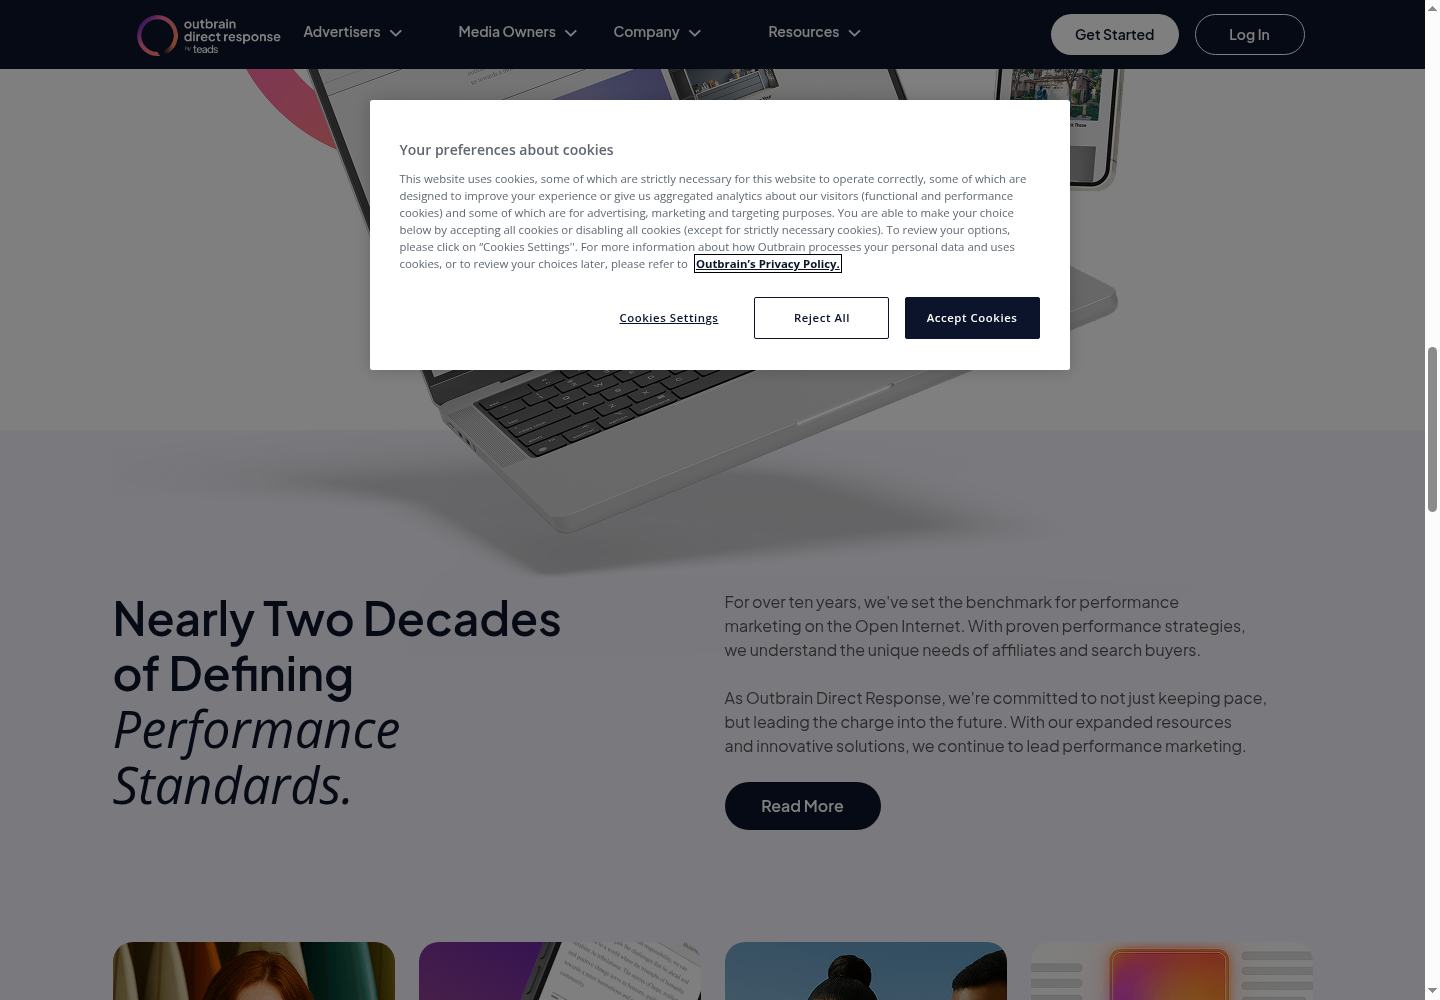 outbrain
direct response
by teads
Advertisers
Media Owners
Company
Resources
Get Started
Log In
Your preferences about cookies
This website uses cookies, some of which are strictly necessary for this website to operate correctly, some of which are
designed to improve your experience or give us aggregated analytics about our visitors (functional and performance
cookies) and some of which are for advertising, marketing and targeting purposes. You are able to make your choice
below by accepting all cookies or disabling all cookies (except for strictly necessary cookies). To review your options,
please click on “Cookies Settings''. For more information about how Outbrain processes your personal data and uses
cookies, or to review your choices later, please refer to Outbrain’s Privacy Policy.
Cookies Settings
Reject All
Accept Cookies
Nearly Two Decades
of Defining
Performance
Standards.
For over ten years, we’ve set the benchmark for performance
marketing on the Open Internet. With proven performance strategies,
we understand the unique needs of affiliates and search buyers.
As Outbrain Direct Response, we’re committed to not just keeping pace,
but leading the charge into the future. With our expanded resources
and innovative solutions, we continue to lead performance marketing.
Read More